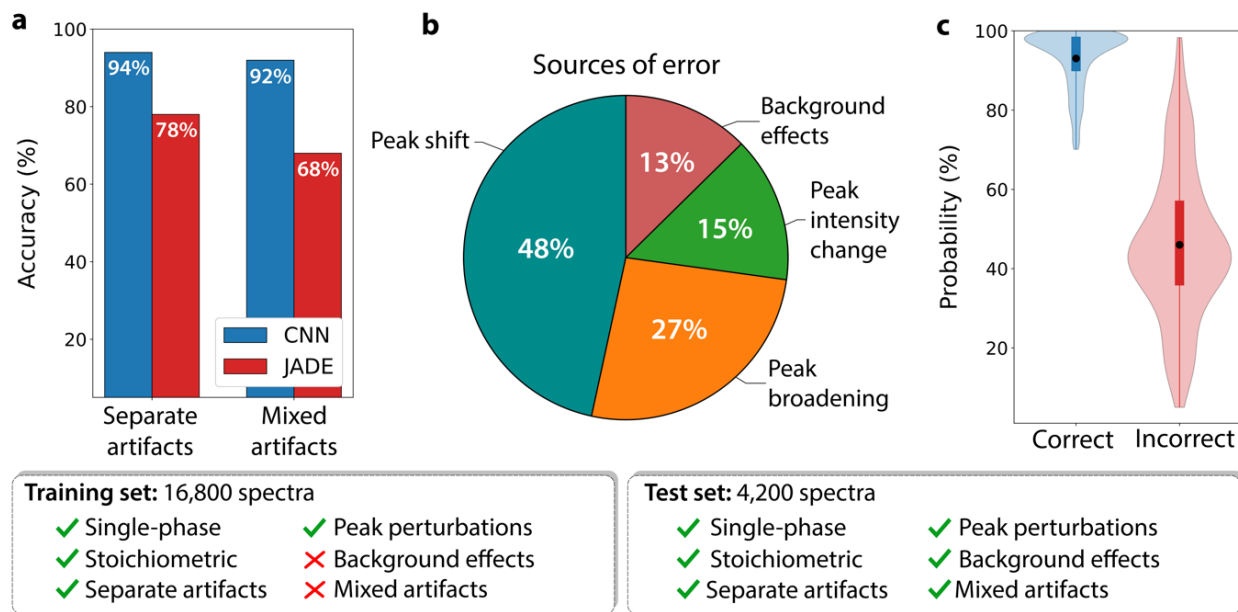 a
100
80
60
40
20
Accuracy (%)
94%
78%
92%
68%
CNN
JADE
Separate
artifacts
Mixed
artifacts
b
Sources of error
Peak shift
Background
effects
Peak
intensity
change
Peak
broadening
48%
13%
15%
27%
c
100
80
60
40
20
Probability (%)
Correct
Incorrect
Training set: 16,800 spectra
Single-phase
Stoichiometric
Separate artifacts
Peak perturbations
Background effects
Mixed artifacts
Test set: 4,200 spectra
Single-phase
Stoichiometric
Separate artifacts
Peak perturbations
Background effects
Mixed artifacts